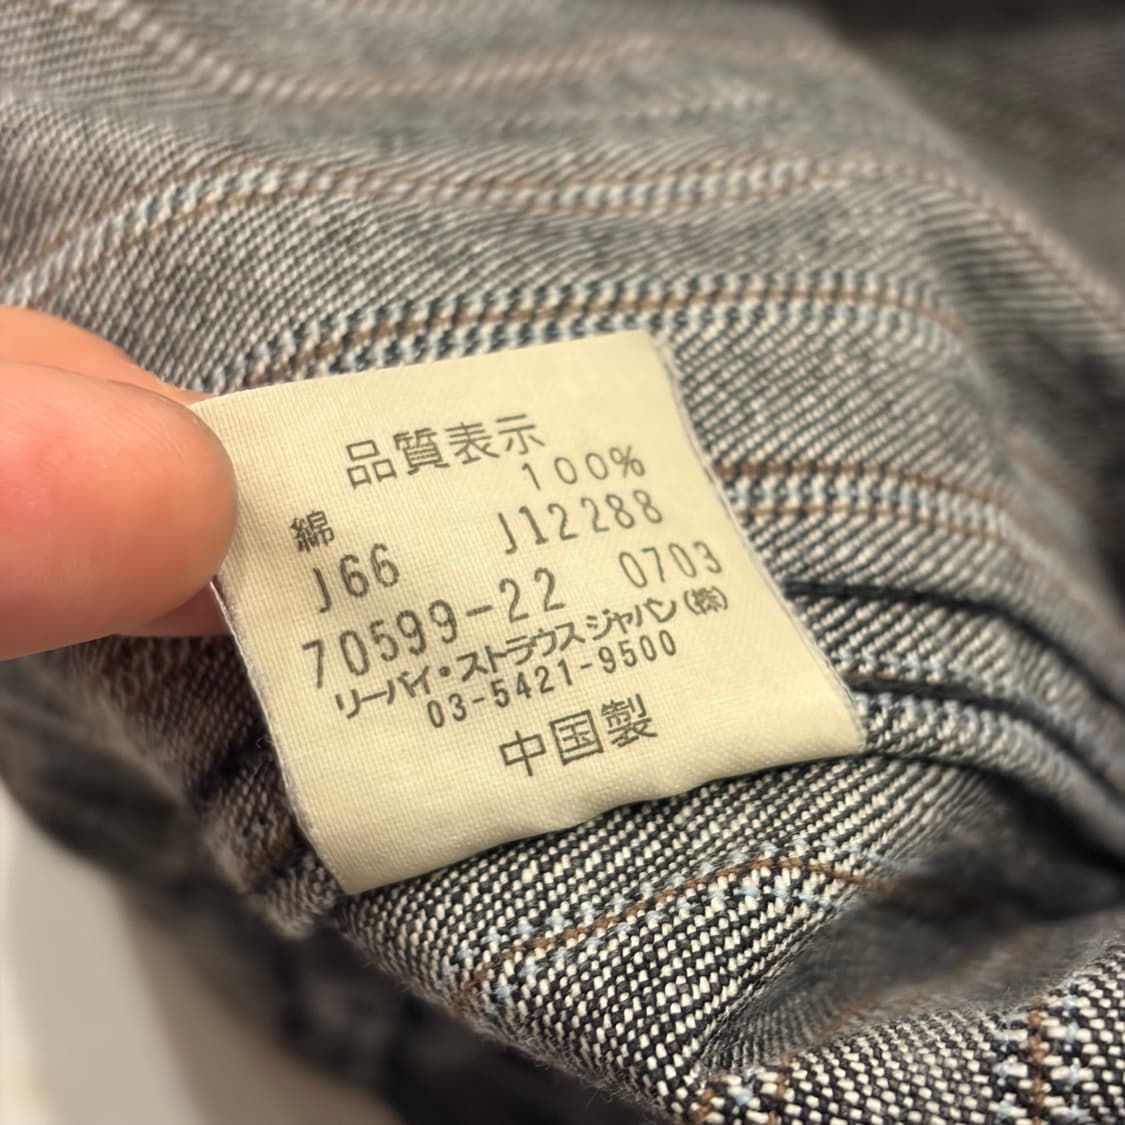 品質表示
綿 100%
J66 J12288
70599-22 0703
リーバイ・ストラウスジャパン(株)
03-5421-9500
中国製